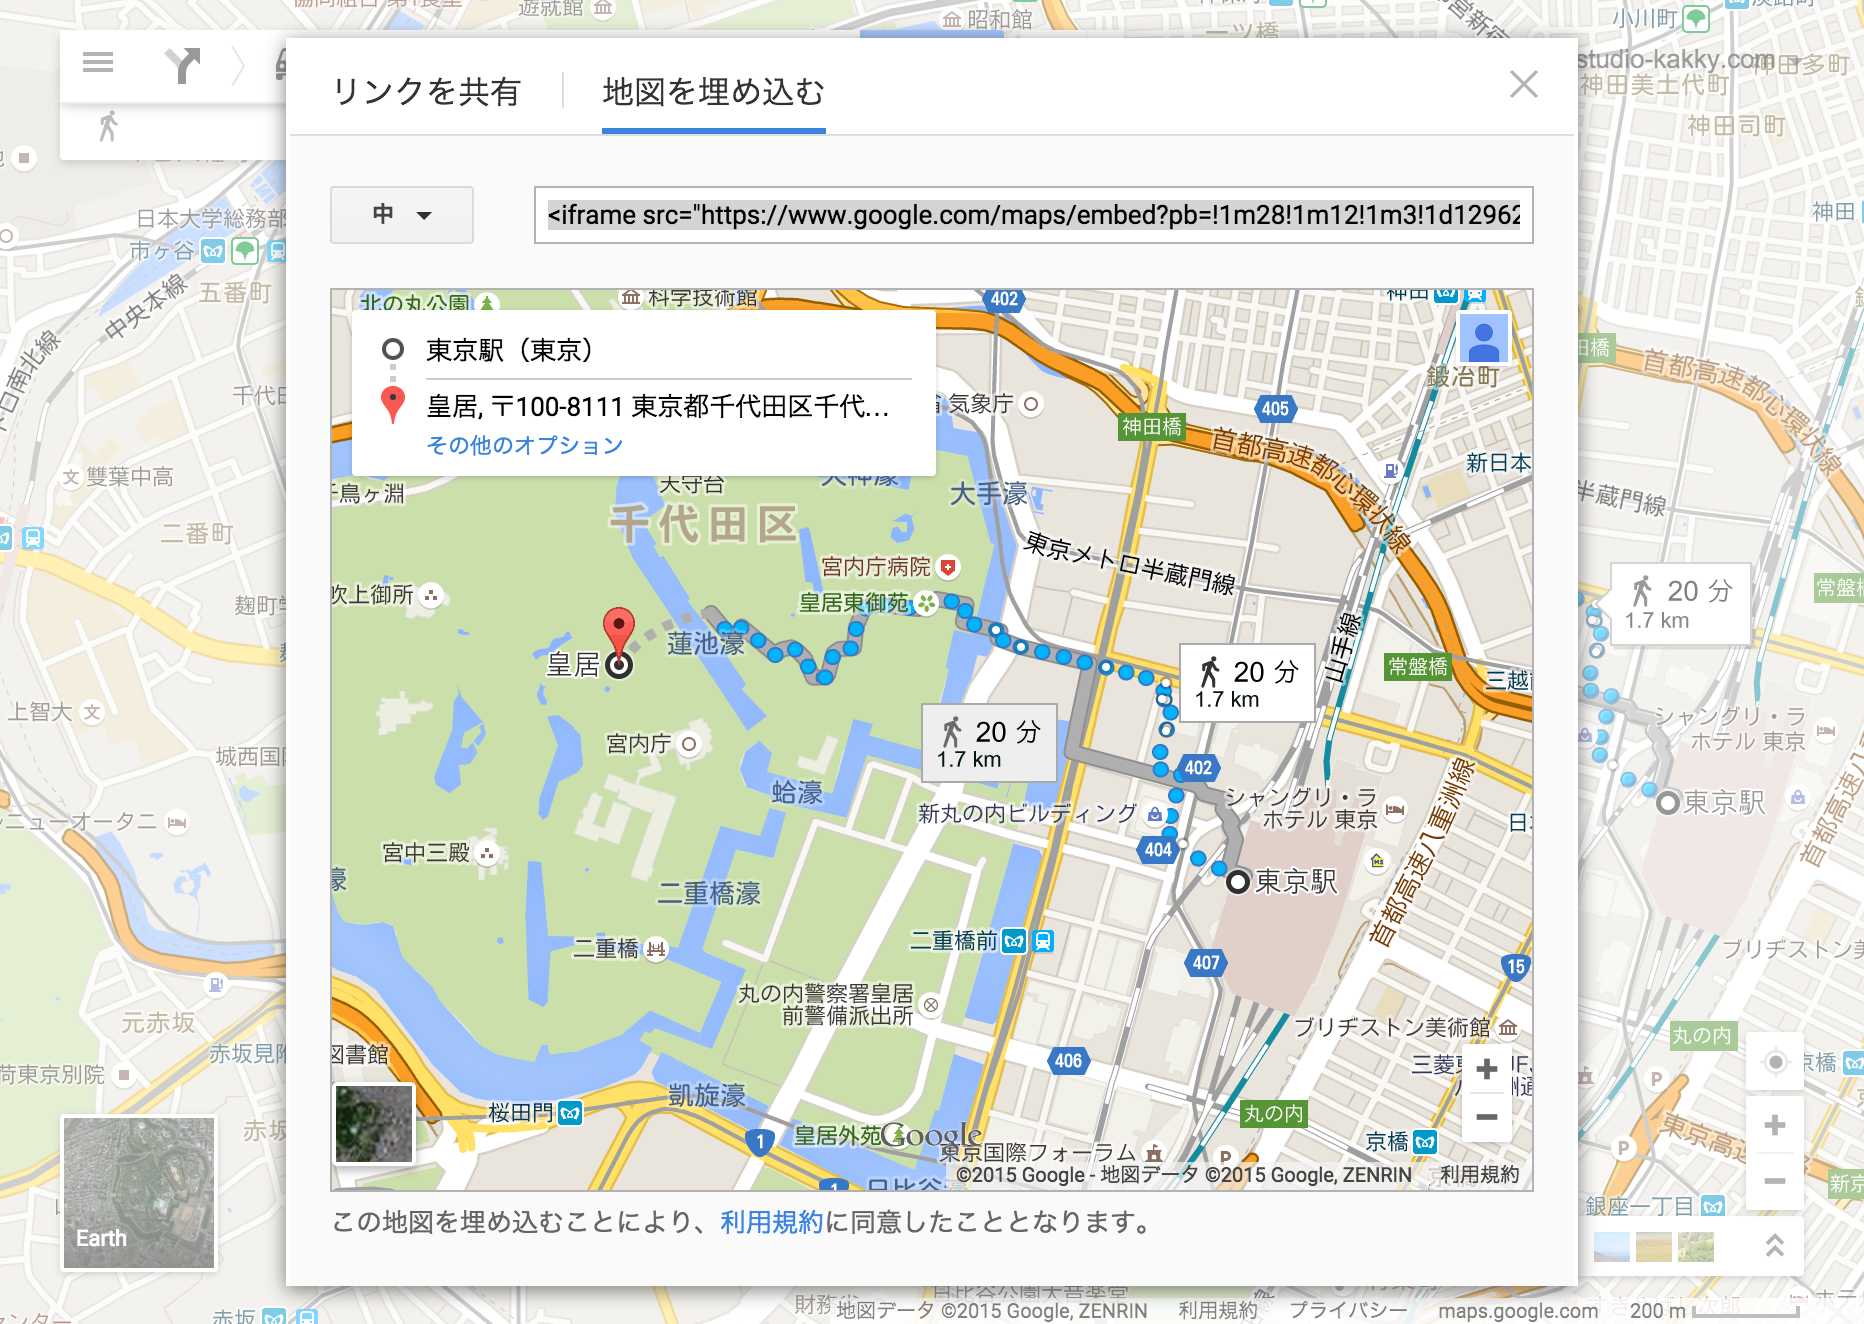 遊就館
昭和館
一ツ橋
小川町
studio-kakky.com
神田多町
神田美土代町
神田司町
リンクを共有
地図を埋め込む
日本大学総務部
市ヶ谷
五番町
中央本線
千代田
神田
中
<iframe src="https://www.google.com/maps/embed?pb=!1m28!1m12!1m3!1d12962
北の丸公園
科学技術館
402
神田
東京駅（東京）
皇居, 〒100-8111 東京都千代田区千代…
その他のオプション
気象庁
405
鍛冶町
神田橋
首都高速都心環状線
首都高速都心環状線
新日本
半蔵門線
雙葉中高
千鳥ヶ淵
天守台
大手濠
千代田区
二番町
東京メトロ半蔵門線
宮内庁病院
吹上御所
皇居東御苑
麹町
蓮池濠
皇居
山手線
常盤橋
常盤橋
20 分
1.7 km
20 分
1.7 km
20 分
1.7 km
三越前
上智大
城西国
宮内庁
402
蛤濠
新丸の内ビルディング
シャングリ・ラ
ホテル 東京
シャングリ・ラ
ホテル 東京
東京駅
首都高速八重洲線
ニューオータニ
宮中三殿
404
東京駅
二重橋濠
二重橋
二重橋前
407
15
丸の内警察署皇居
前警備派出所
ブリヂストン美術館
ブリヂストン美
元赤坂
赤坂見附
図書館
406
丸の内
荷東京別院
凱旋濠
桜田門
1
皇居外苑
Google
東京国際フォーラム
丸の内
京橋
京橋
P
P
P
©2015 Google - 地図データ ©2015 Google, ZENRIN
利用規約
日比谷
1
Earth
この地図を埋め込むことにより、利用規約に同意したこととなります。
銀座一丁目
赤坂
地図データ ©2015 Google, ZENRIN
利用規約
プライバシー
maps.google.com
200 m